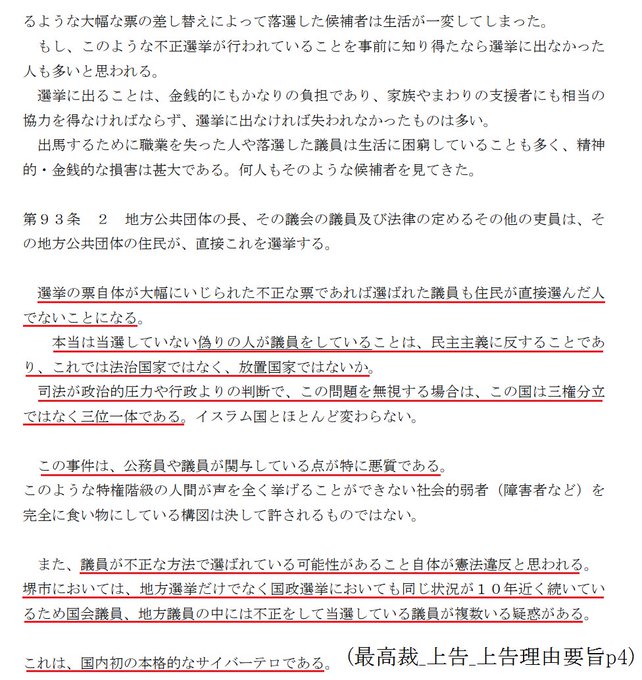 るような大幅な票の差し替えによって落選した候補者は生活が一変してしまった。
もし、このような不正選挙が行われていることを事前に知り得たなら選挙に出なかった
人も多いと思われる。
選挙に出ることは、金銭的にもかなりの負担であり、家族やまわりの支援者にも相当の
協力を得なければならず、選挙に出なければ失われなかったものは多い。
出馬するために職業を失った人や落選した議員は生活に困窮していることも多く、精神
的・金銭的な損害は甚大である。何人もそのような候補者を見てきた。
第９３条　２　地方公共団体の長、その議会の議員及び法律の定めるその他の吏員は、そ
の地方公共団体の住民が、直接これを選挙する。
選挙の票自体が大幅にいじられた不正な票であれば選ばれた議員も住民が直接選んだ人
でないことになる。
本当は当選していない偽りの人が議員をしていることは、民主主義に反することであ
り、これでは法治国家ではなく、放置国家ではないか。
司法が政治的圧力や行政よりの判断で、この問題を無視する場合は、この国は三権分立
ではなく三位一体である。イスラム国とほとんど変わらない。
この事件は、公務員や議員が関与している点が特に悪質である。
このような特権階級の人間が声を全く挙げることができない社会的弱者（障害者など）を
完全に食い物にしている構図は決して許されるものではない。
また、議員が不正な方法で選ばれている可能性があること自体が憲法違反と思われる。
堺市においては、地方選挙だけでなく国政選挙においても同じ状況が１０年近く続いてい
るため国会議員、地方議員の中には不正をして当選している議員が複数いる疑惑がある。
これは、国内初の本格的なサイバーテロである。 (最高裁_上告_上告理由要旨p4)